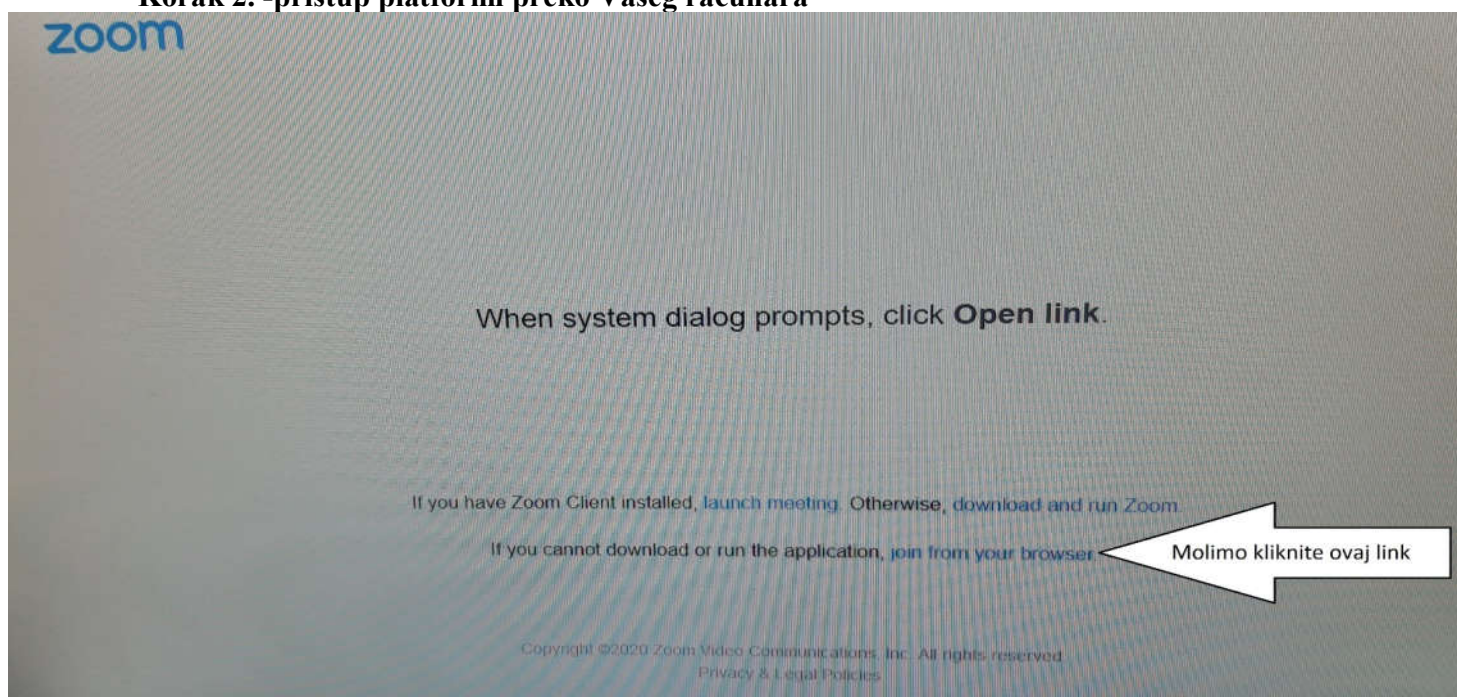 Korak 2. -pristup platformi preko Vašeg računara
zoom
When system dialog prompts, click Open link.
If you have Zoom Client installed, launch meeting. Otherwise, download and run Zoom.
If you cannot download or run the application, join from your browser.
Molimo kliknite ovaj link
Copyright ©2020 Zoom Video Communications, Inc. All rights reserved.
Privacy & Legal Policies